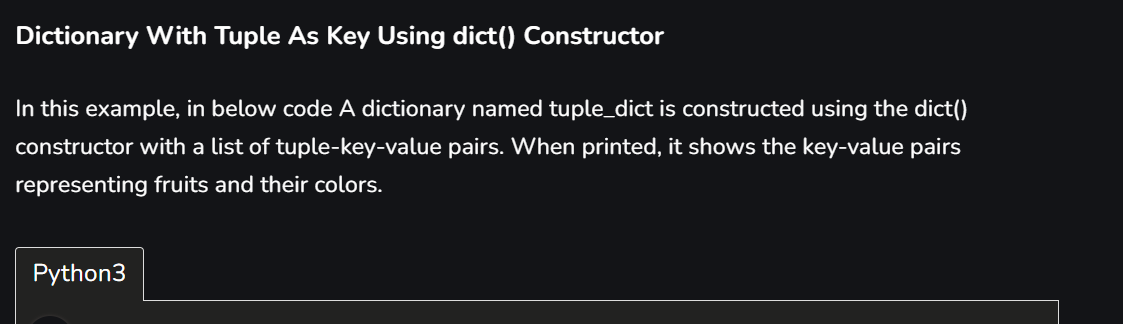 Dictionary With Tuple As Key Using dict() Constructor
In this example, in below code A dictionary named tuple_dict is constructed using the dict()
constructor with a list of tuple-key-value pairs. When printed, it shows the key-value pairs
representing fruits and their colors.
Python3